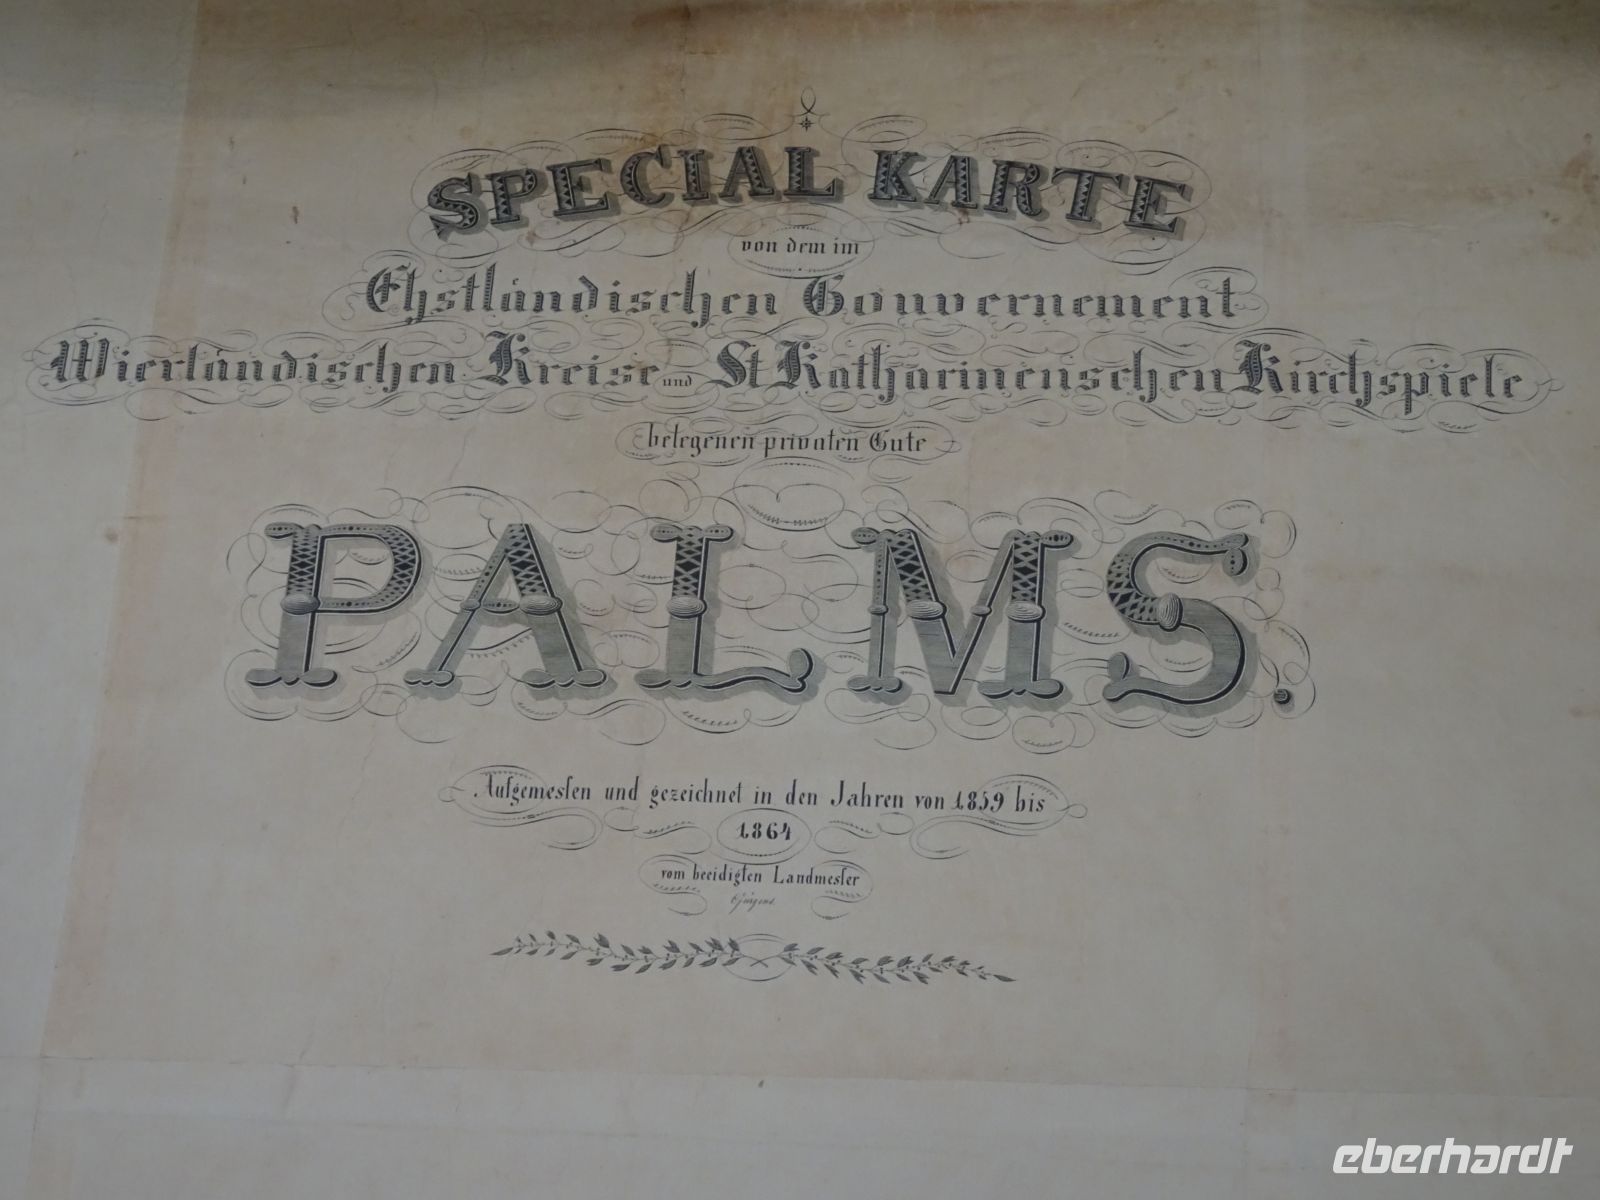 SPECIAL KARTE
von dem im
Ehstländischen Gouvernement
Wierländischen Kreise und St Katharinenschen Kirchspiele
belegenen privaten Gute
PALMS.
Aufgemessen und gezeichnet in den Jahren von 1859 bis
1864
vom beeidigten Landmesser
eberhardt